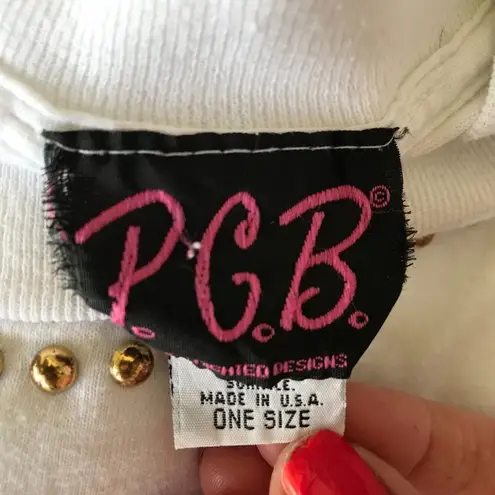 P.C.B.©
DESIGNS
MADE IN U.S.A.
ONE SIZE